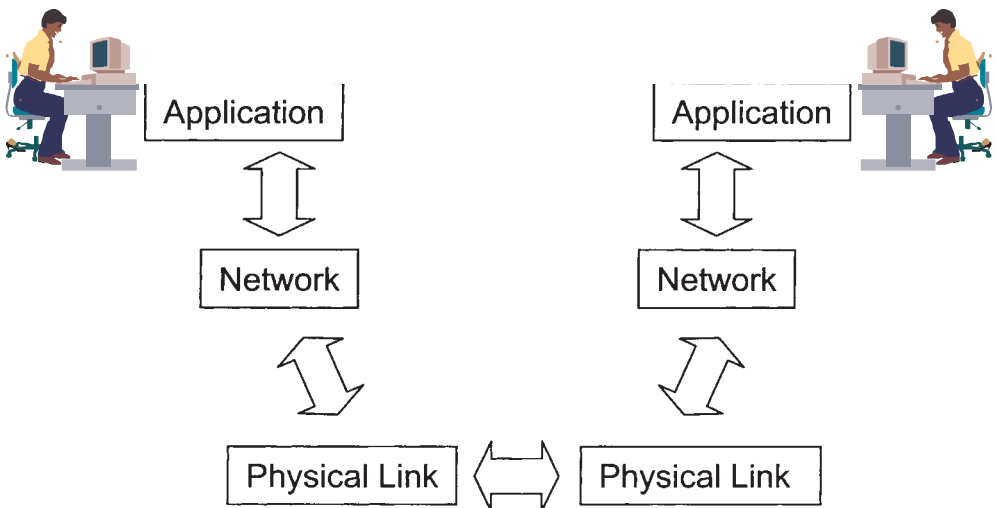 Application
Application
Network
Network
Physical Link
Physical Link